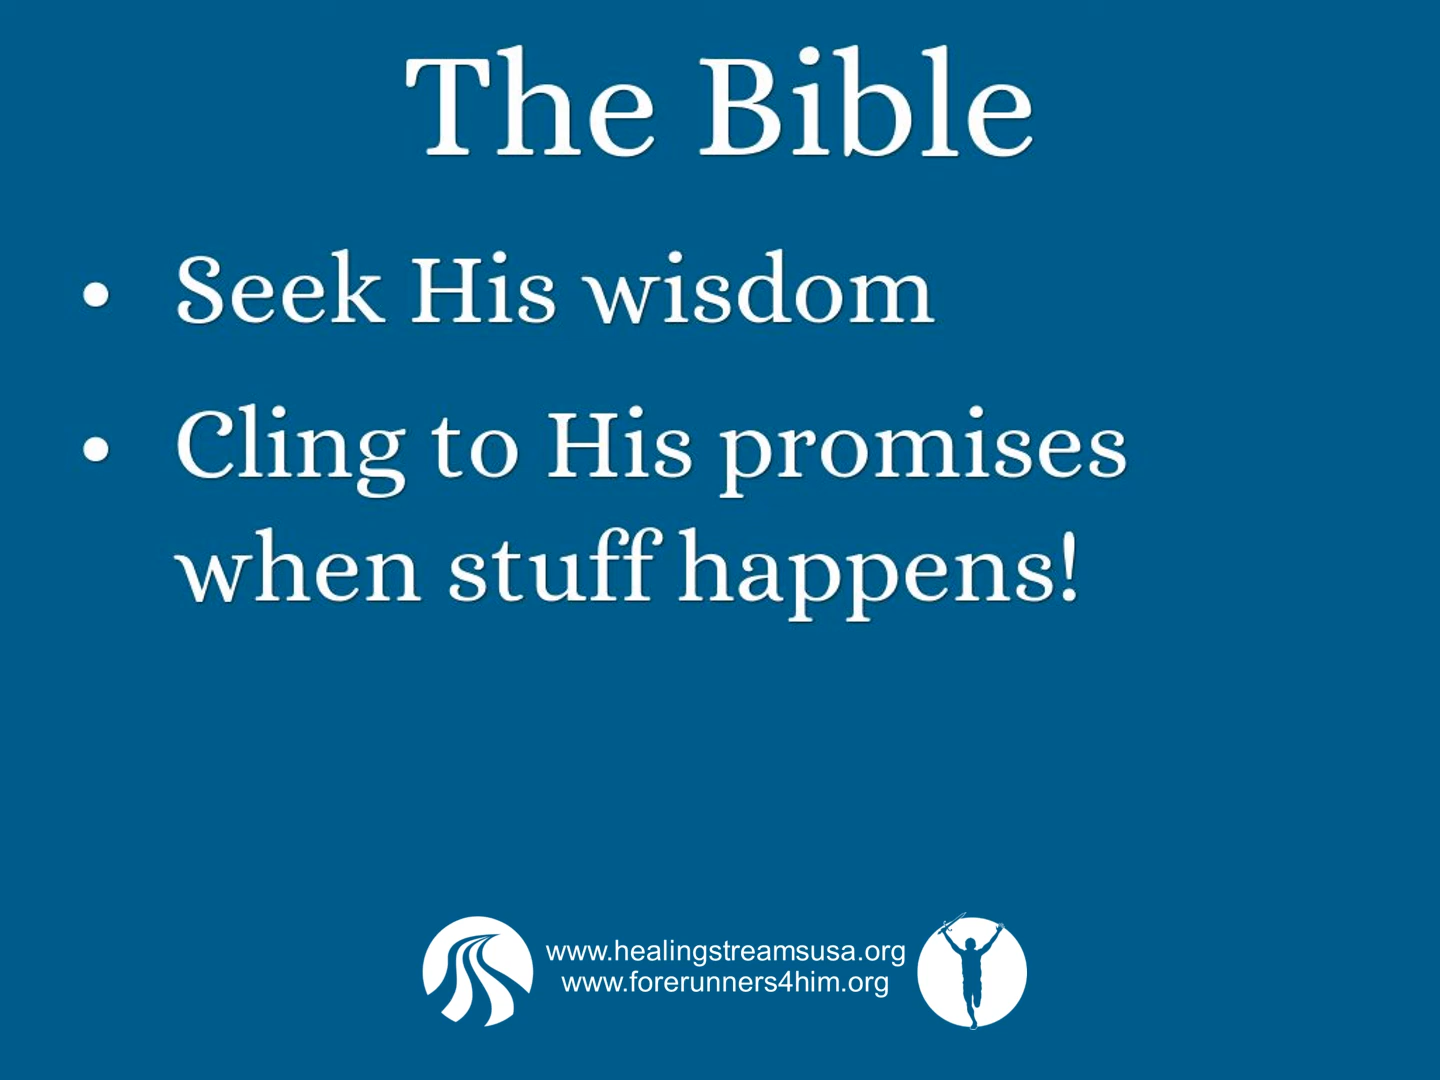 The Bible
• Seek His wisdom
• Cling to His promises
when stuff happens!
www.healingstreamsusa.org
www.forerunners4him.org